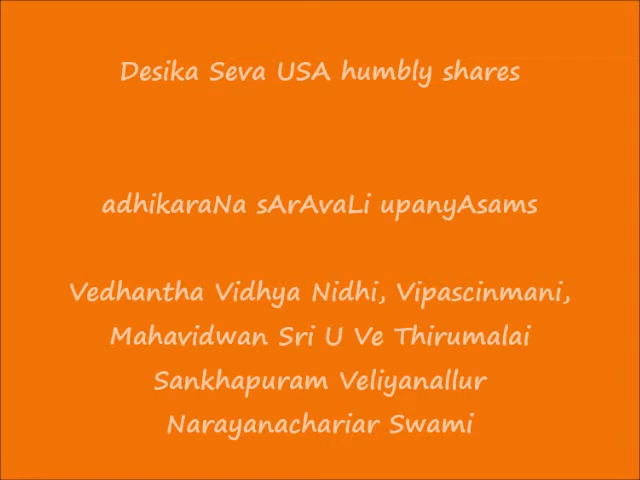 Desika Seva USA humbly shares
adhikaraNa sArAvaLi upanyAsams
Vedhantha Vidhya Nidhi, Vipascinmani,
Mahavidwan Sri U Ve Thirumalai
Sankhapuram Veliyanallur
Narayanachariar Swami